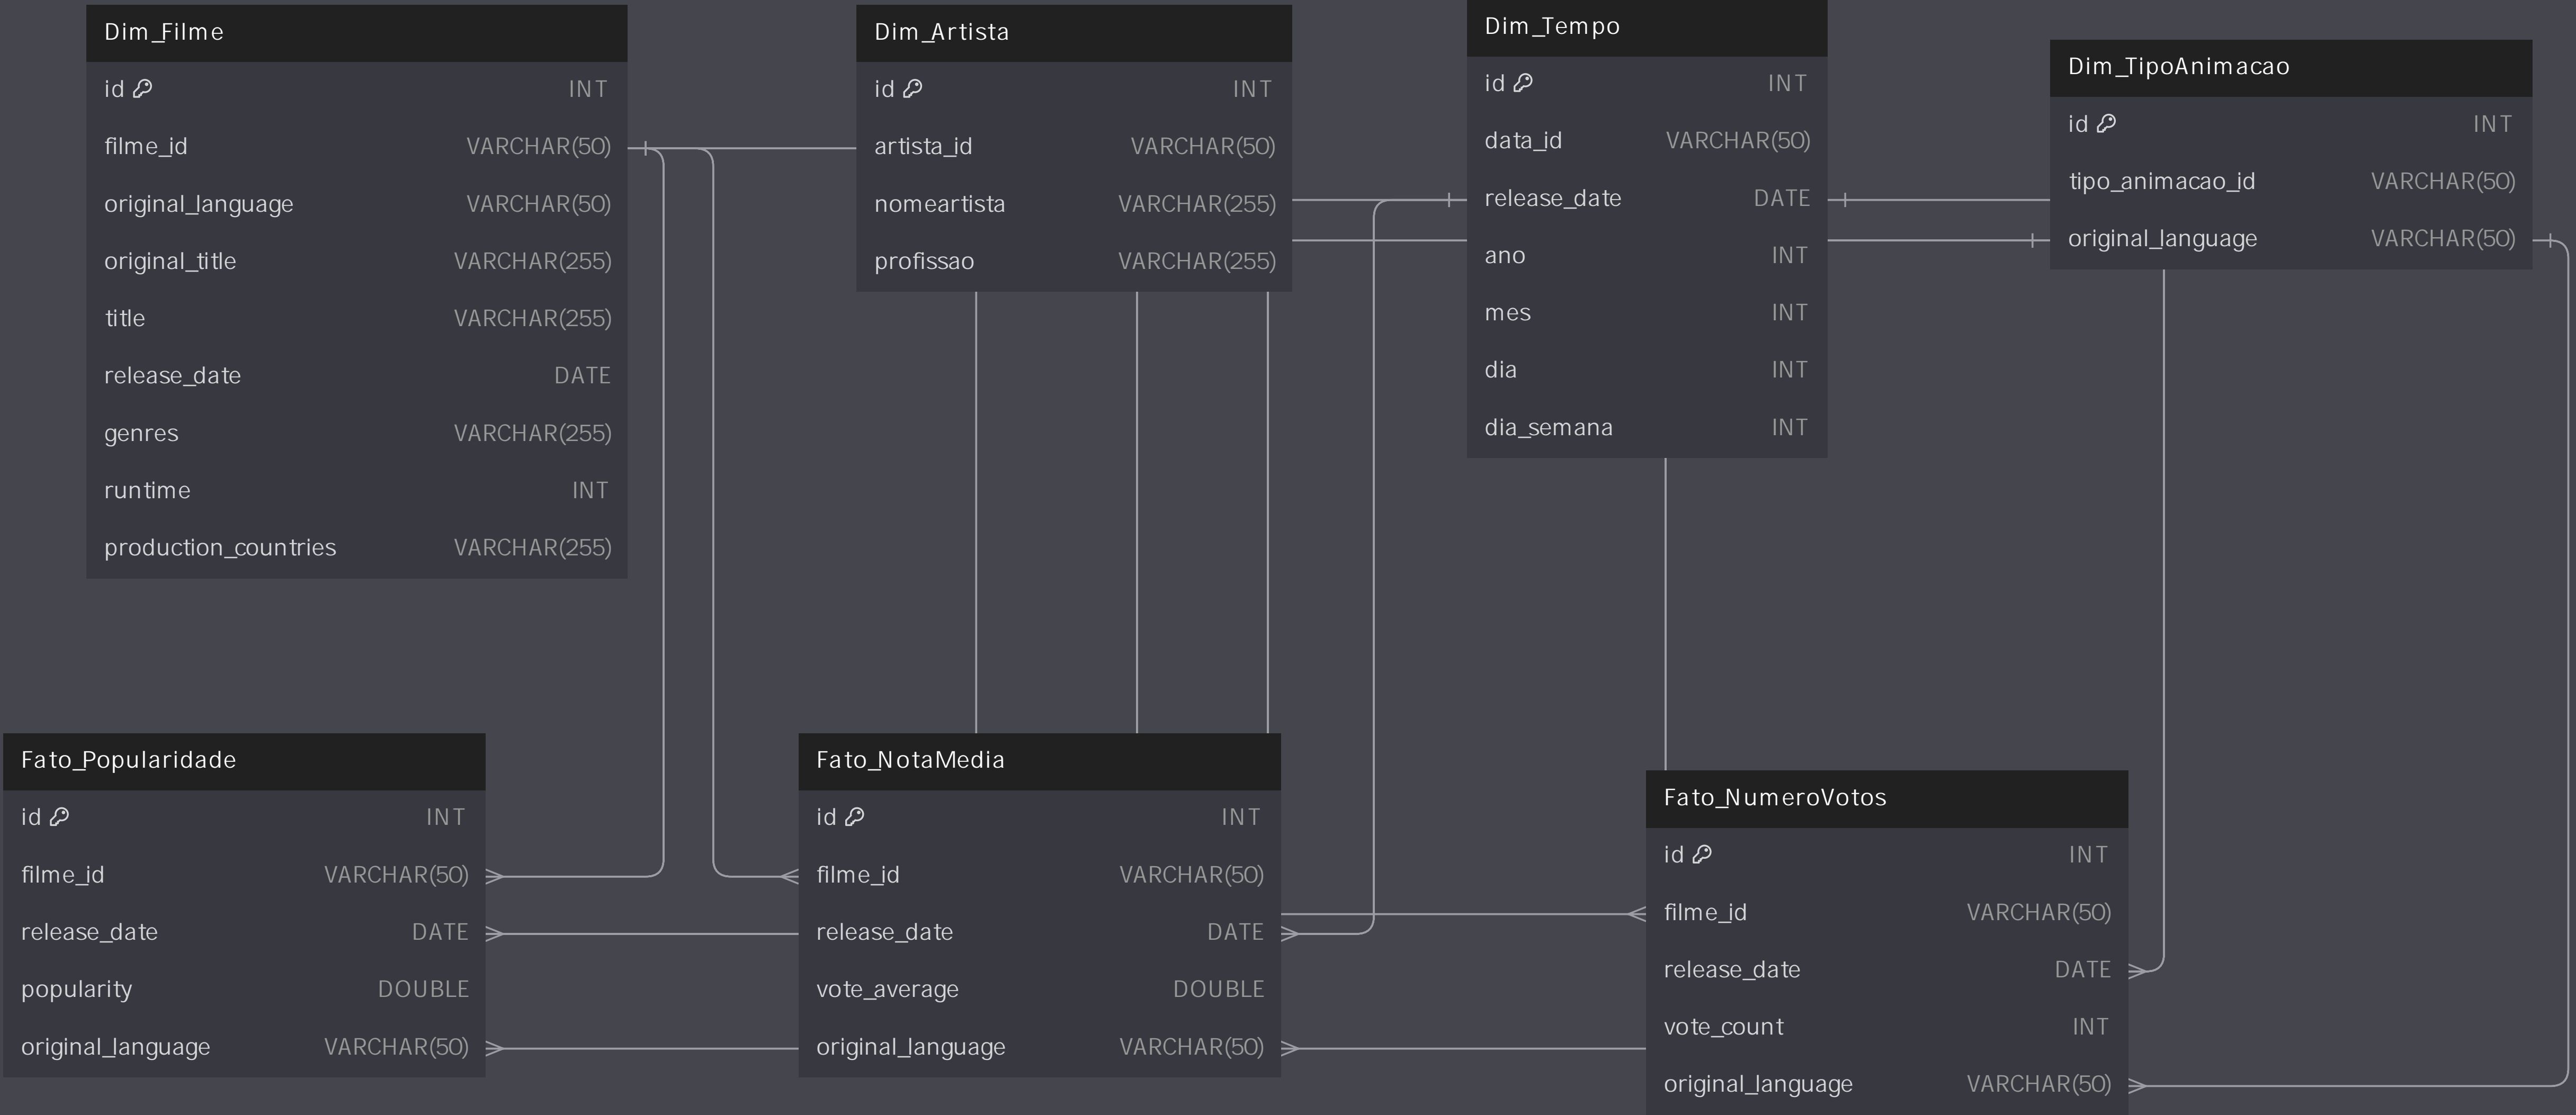 Dim_Filme
id INT
filme_id VARCHAR(50)
original_language VARCHAR(50)
original_title VARCHAR(255)
title VARCHAR(255)
release_date DATE
genres VARCHAR(255)
runtime INT
production_countries VARCHAR(255)
Dim_Artista
id INT
artista_id VARCHAR(50)
nomeartista VARCHAR(255)
profissao VARCHAR(255)
Dim_Tempo
id INT
data_id VARCHAR(50)
release_date DATE
ano INT
mes INT
dia INT
dia_semana INT
Dim_TipoAnimacao
id INT
tipo_animacao_id VARCHAR(50)
original_language VARCHAR(50)
Fato_Popularidade
id INT
filme_id VARCHAR(50)
release_date DATE
popularity DOUBLE
original_language VARCHAR(50)
Fato_NotaMedia
id INT
filme_id VARCHAR(50)
release_date DATE
vote_average DOUBLE
original_language VARCHAR(50)
Fato_NumeroVotos
id INT
filme_id VARCHAR(50)
release_date DATE
vote_count INT
original_language VARCHAR(50)